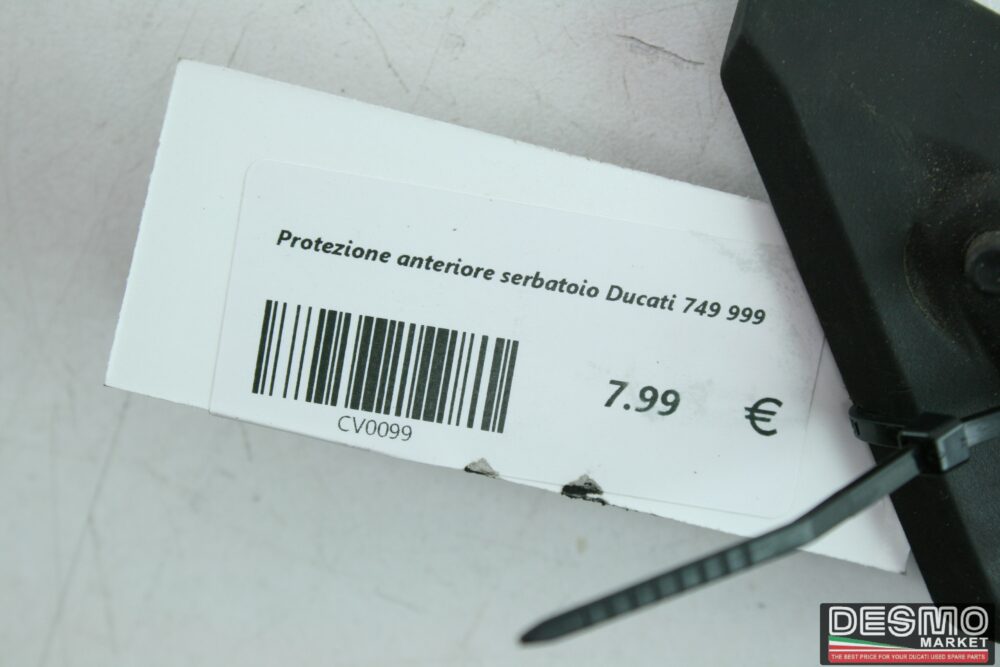 Protezione anteriore serbatoio Ducati 749 999
7.99 €
CV0099
DESMO
MARKET
THE BEST PRICE FOR YOUR DUCATI USED SPARE PARTS